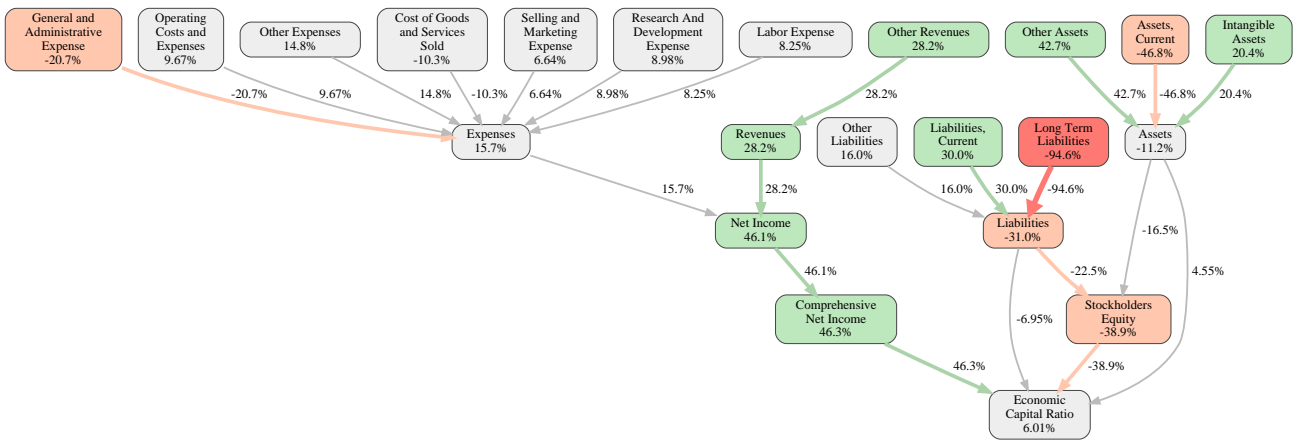 General and
Administrative
Expense
-20.7%
Operating
Costs and
Expenses
9.67%
Other Expenses
14.8%
Cost of Goods
and Services
Sold
-10.3%
Selling and
Marketing
Expense
6.64%
Research And
Development
Expense
8.98%
Labor Expense
8.25%
Other Revenues
28.2%
Other Assets
42.7%
Assets,
Current
-46.8%
Intangible
Assets
20.4%
-20.7%
9.67%
14.8%
-10.3%
6.64%
8.98%
8.25%
28.2%
42.7%
-46.8%
20.4%
Expenses
15.7%
Revenues
28.2%
Other
Liabilities
16.0%
Liabilities,
Current
30.0%
Long Term
Liabilities
-94.6%
Assets
-11.2%
15.7%
28.2%
16.0%
30.0%
-94.6%
Net Income
46.1%
Liabilities
-31.0%
-16.5%
46.1%
-22.5%
4.55%
Comprehensive
Net Income
46.3%
-6.95%
Stockholders
Equity
-38.9%
46.3%
-38.9%
Economic
Capital Ratio
6.01%